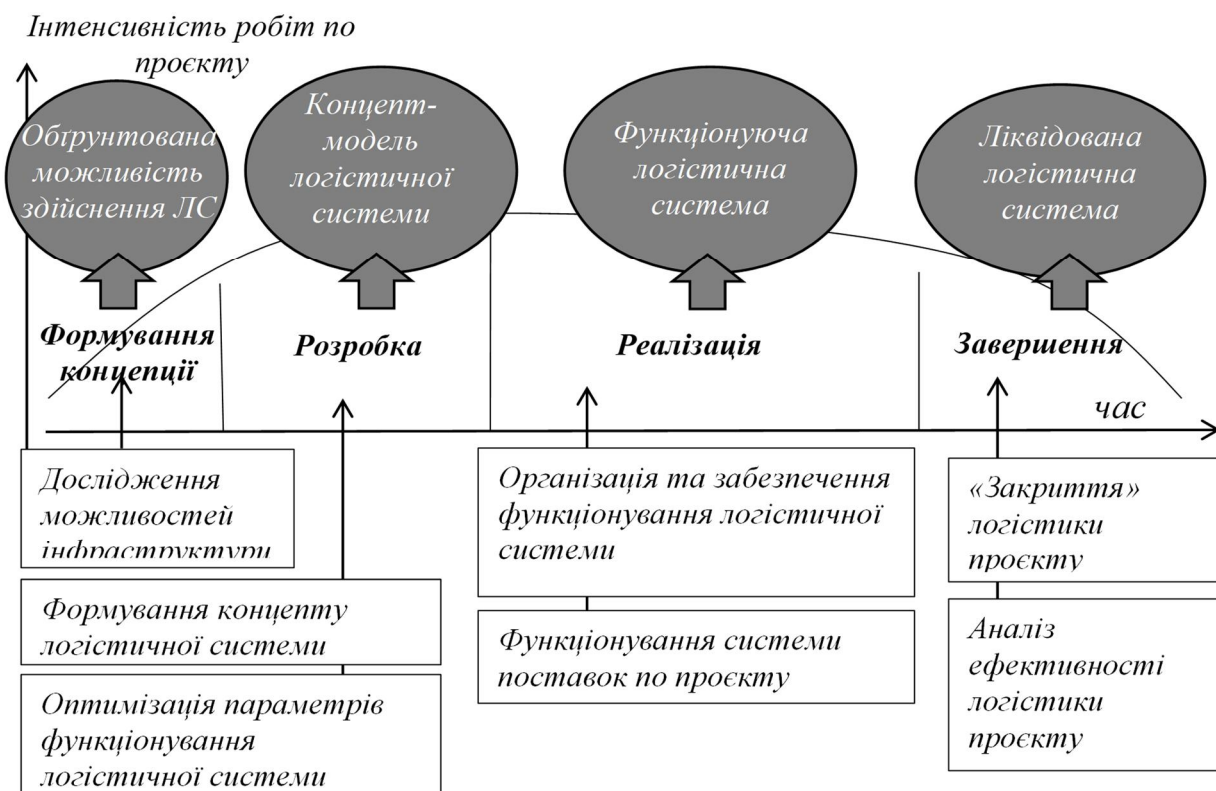 Інтенсивність робіт по
проєкту
Обґрунтована
можливість
здійснення ЛС
Концепт-
модель
логістичної
системи
Функціонуюча
логістична
система
Ліквідована
логістична
система
Формування
концепції
Розробка
Реалізація
Завершення
час
Дослідження
можливостей
інфраструктури
Формування концепту
логістичної системи
Оптимізація параметрів
функціонування
логістичної системи
Організація та забезпечення
функціонування логістичної
системи
Функціонування системи
поставок по проєкту
«Закриття»
логістики
проєкту
Аналіз
ефективності
логістики
проєкту